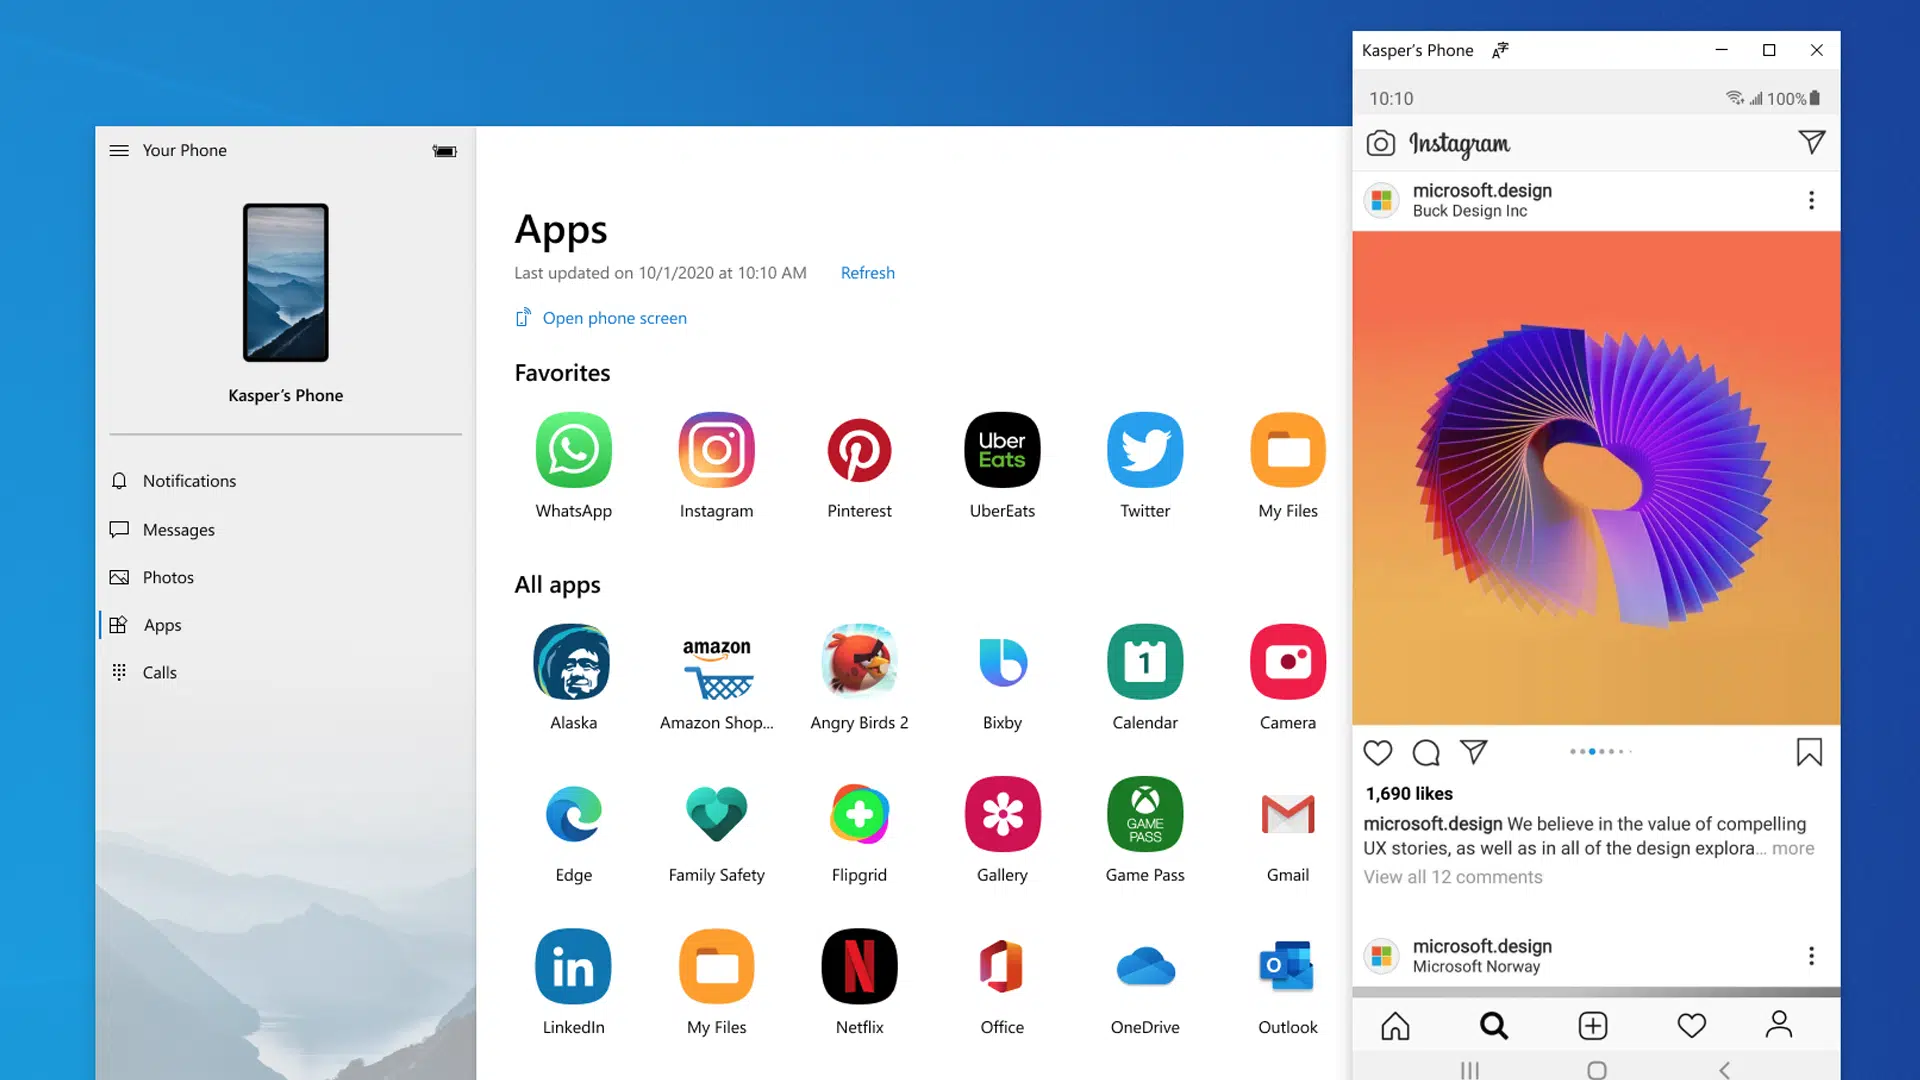 Your Phone
Kasper's Phone
Notifications
Messages
Photos
Apps
Calls
Apps
Last updated on 10/1/2020 at 10:10 AM Refresh
Open phone screen
Favorites
Uber
Eats
WhatsApp Instagram Pinterest UberEats Twitter My Files
All apps
amazon
1
Alaska Amazon Shop... Angry Birds 2 Bixby Calendar Camera
GAME
PASS
Edge Family Safety Flipgrid Gallery Game Pass Gmail
in N O
LinkedIn My Files Netflix Office OneDrive Outlook
Kasper's Phone
10:10 100%
Instagram
microsoft.design
Buck Design Inc
1,690 likes
microsoft.design We believe in the value of compelling
UX stories, as well as in all of the design explora... more
View all 12 comments
microsoft.design
Microsoft Norway